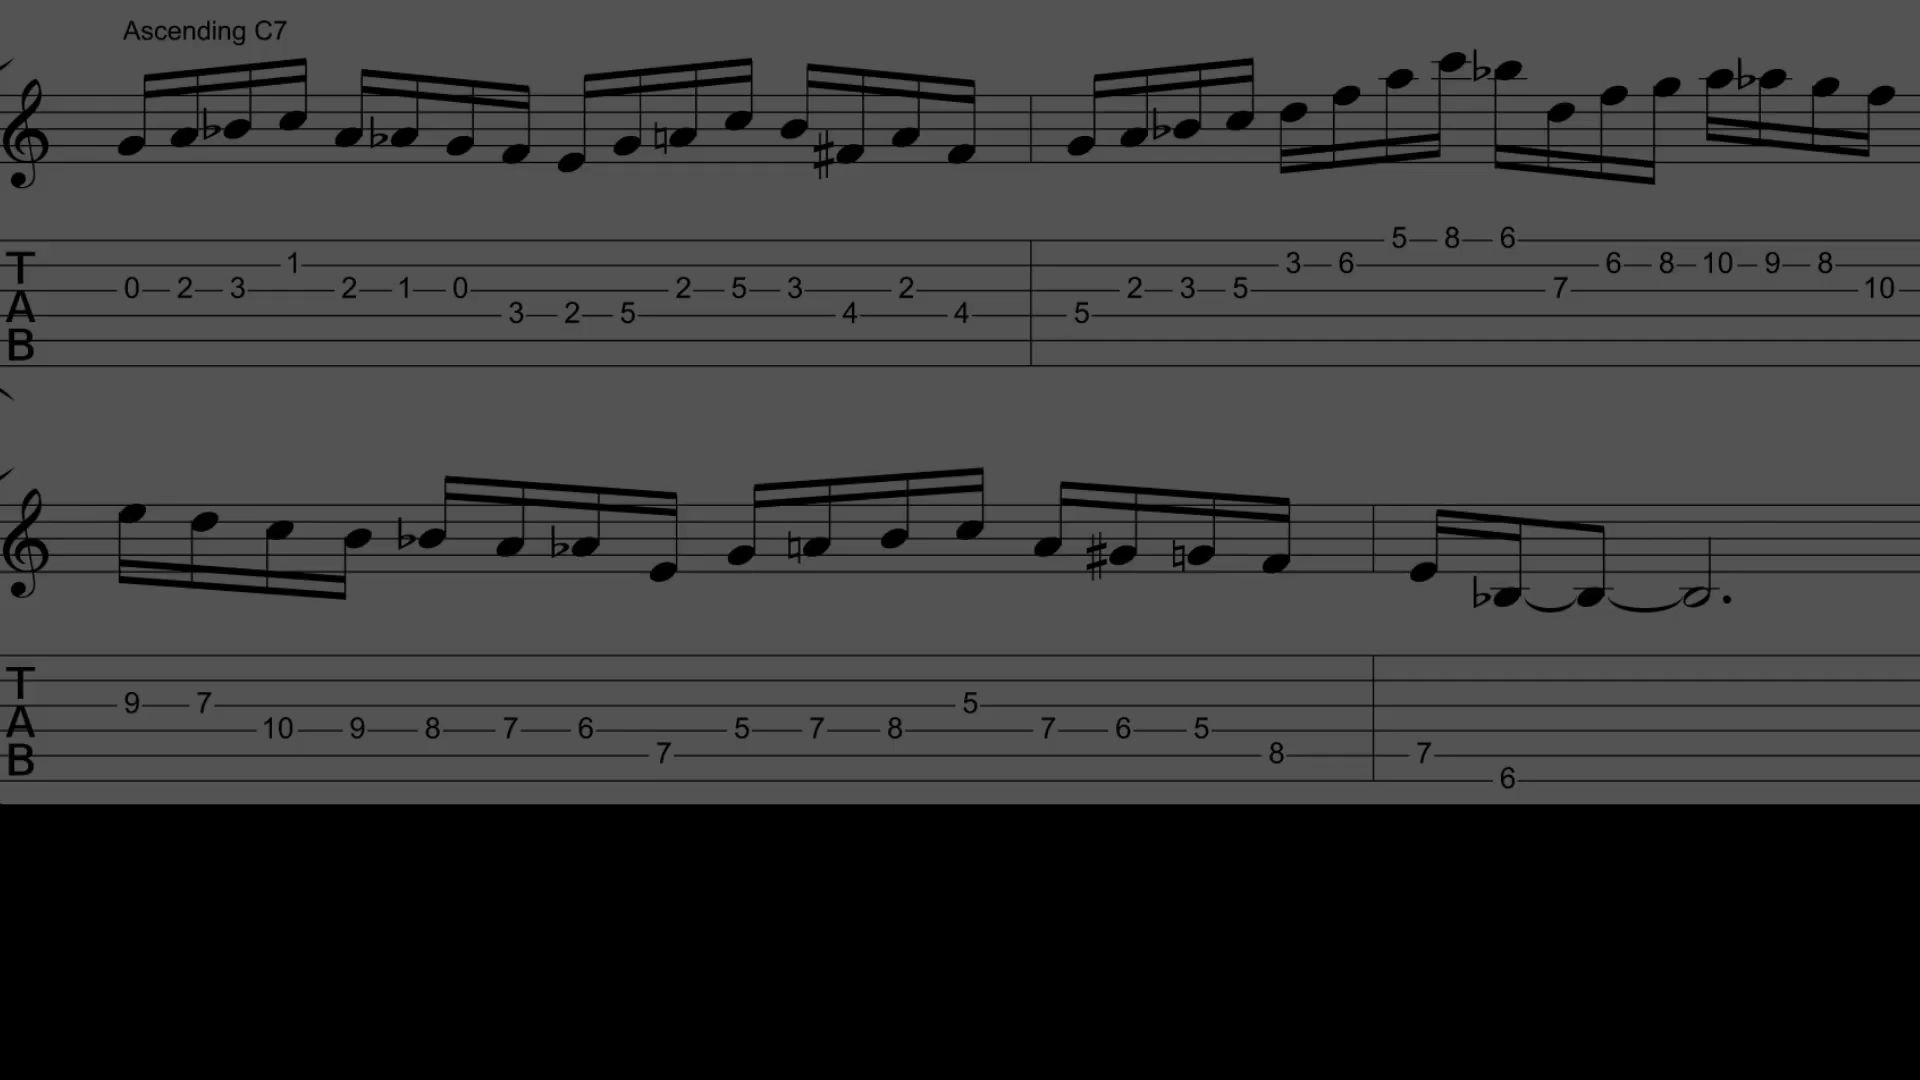 Ascending C7
5 8 6
1 3 6 6 8 10 9 8
0 2 3 2 1 0 2 5 3 2 2 3 5 7 10
3 2 5 4 4 5
T
A
B
9 7 5
10 9 8 7 6 5 7 8 7 6 5
7 8 7
6
T
A
B